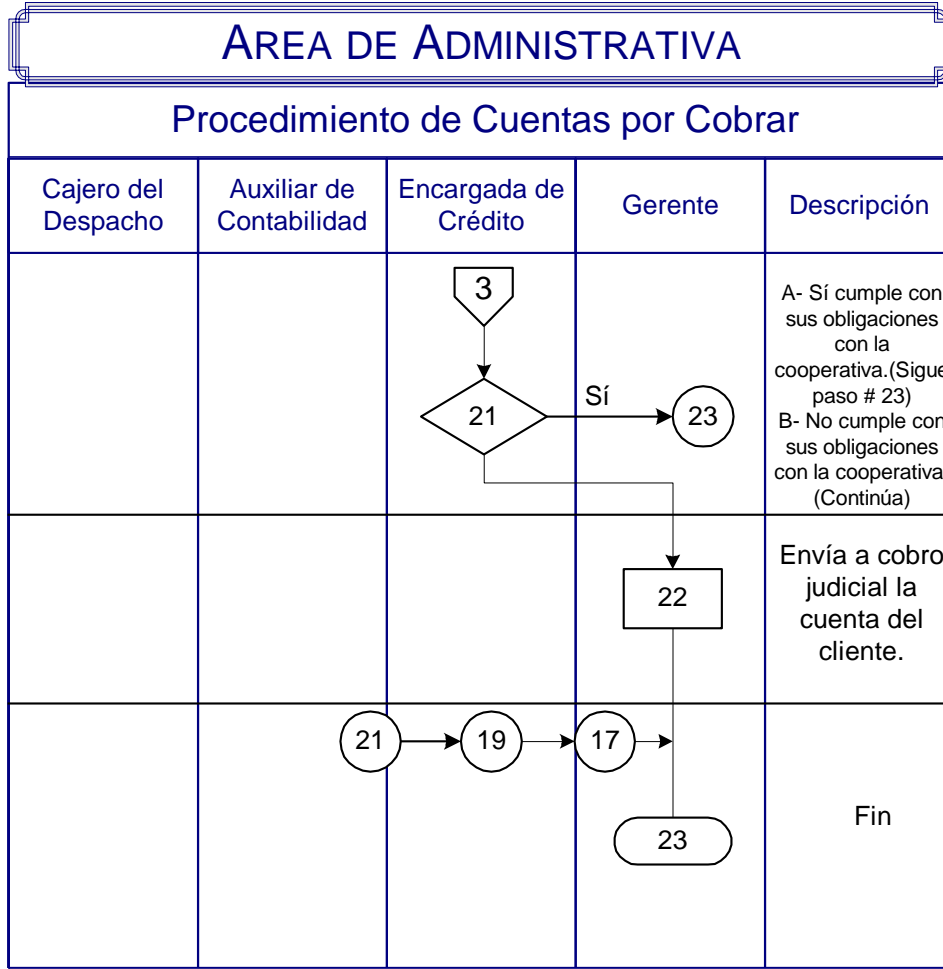 AREA DE ADMINISTRATIVA
Procedimiento de Cuentas por Cobrar
Cajero del
Despacho
Auxiliar de
Contabilidad
Encargada de
Crédito
Gerente
Descripción
3
21
Sí
23
A- Sí cumple con
sus obligaciones
con la
cooperativa.(Sigue
paso # 23)
B- No cumple con
sus obligaciones
con la cooperativa
(Continúa)
22
Envía a cobro
judicial la
cuenta del
cliente.
21
19
17
23
Fin